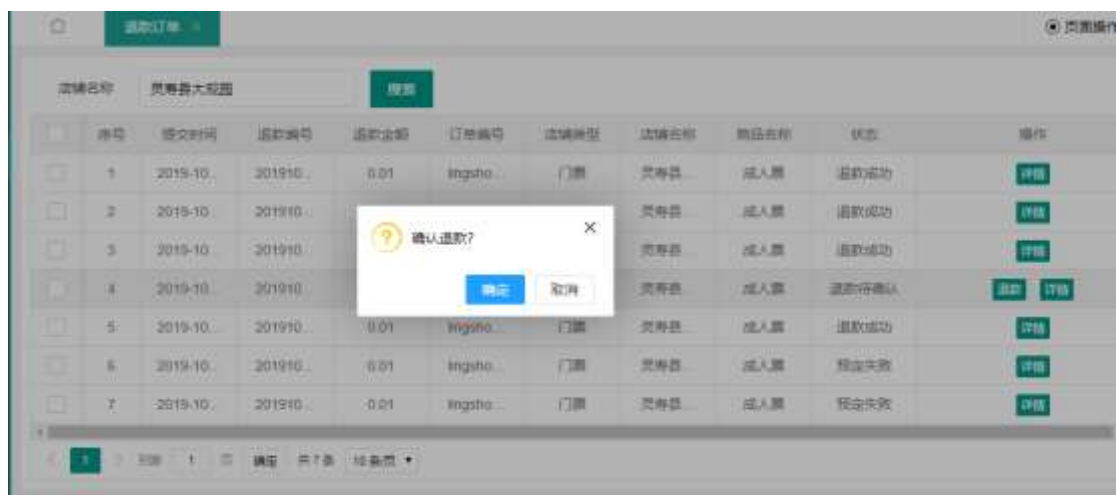 退款订单 ×
页面操作
店铺名称 灵寿县大观园 搜索
序号 提交时间 退款编号 退款金额 订单编号 店铺类型 店铺名称 商品名称 状态 操作
1 2019-10... 201910... 0.01 lingsho... 门票 灵寿县... 成人票 退款成功 详情
2 2019-10... 201910... 灵寿县... 成人票 退款成功 详情
3 2019-10... 201910... 灵寿县... 成人票 退款成功 详情
4 2019-10... 201910... 灵寿县... 成人票 退款待确认 退款 详情
5 2019-10... 201910... 0.01 lingsho... 门票 灵寿县... 成人票 退款成功 详情
6 2019-10... 201910... 0.01 lingsho... 门票 灵寿县... 成人票 预定失败 详情
7 2019-10... 201910... 0.01 lingsho... 门票 灵寿县... 成人票 预定失败 详情
确认退款?
确定 取消
1 到第 1 页 确定 共 7 条 10 条/页